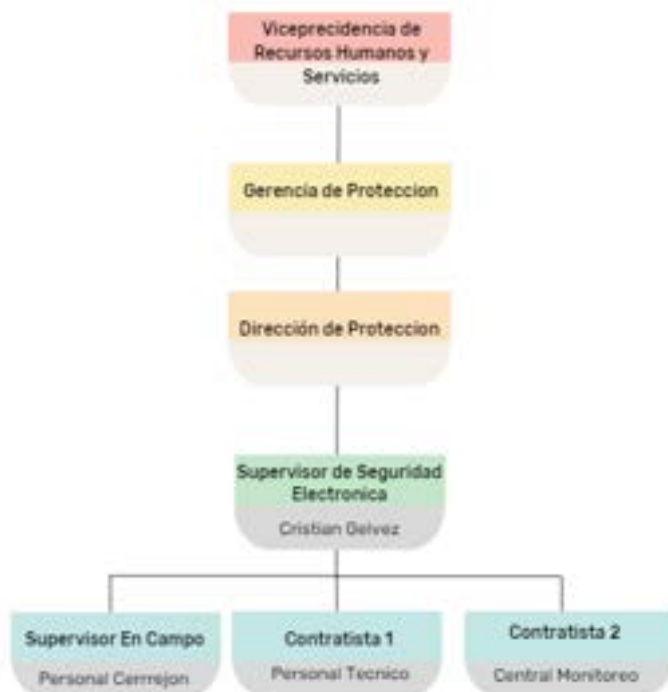 Viceprecidencia de
Recursos Humanos y
Servicios
Gerencia de Proteccion
Dirección de Proteccion
Supervisor de Seguridad
Electronica
Cristian Gelvez
Supervisor En Campo
Personal Cerrrejon
Contratista 1
Personal Tecnico
Contratista 2
Central Monitoreo